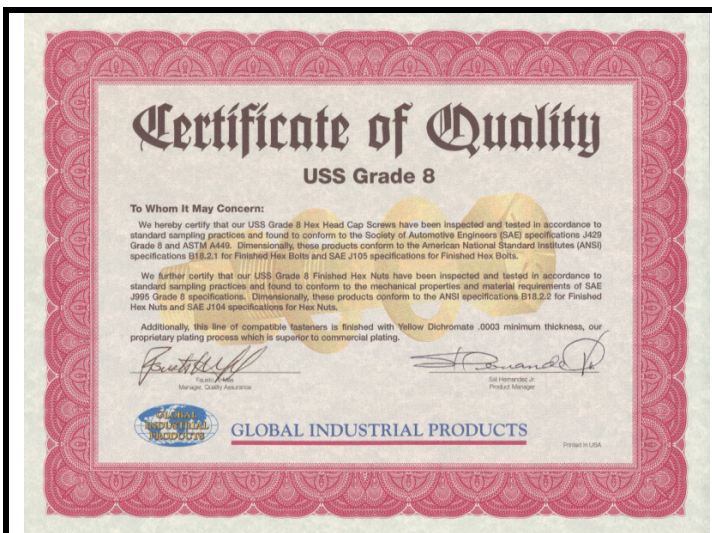 Certificate of Quality
USS Grade 8
To Whom It May Concern:
We hereby certify that our USS Grade 8 Hex Head Cap Screws have been inspected and tested in accordance to
standard sampling practices and found to conform to the Society of Automotive Engineers (SAE) specifications J429
Grade 8 and ASTM A449. Dimensionally, these products conform to the American National Standard Institutes (ANSI)
specifications B18.2.1 for Finished Hex Bolts and SAE J105 specifications for Finished Hex Bolts.
We further certify that our USS Grade 8 Finished Hex Nuts have been inspected and tested in accordance to
standard sampling practices and found to conform to the mechanical properties and material requirements of SAE
J995 Grade 8 specifications. Dimensionally, these products conform to the ANSI specifications B18.2.2 for Finished
Hex Nuts and SAE J104 specifications for Hex Nuts.
Additionally, this line of compatible fasteners is finished with Yellow Dichromate .0003 minimum thickness, our
proprietary plating process which is superior to commercial plating.
Fausto
Manager, Quality Assurance
Sal Hernandez Jr.
Product Manager
GLOBAL
INDUSTRIAL
PRODUCTS
GLOBAL INDUSTRIAL PRODUCTS
Printed in USA